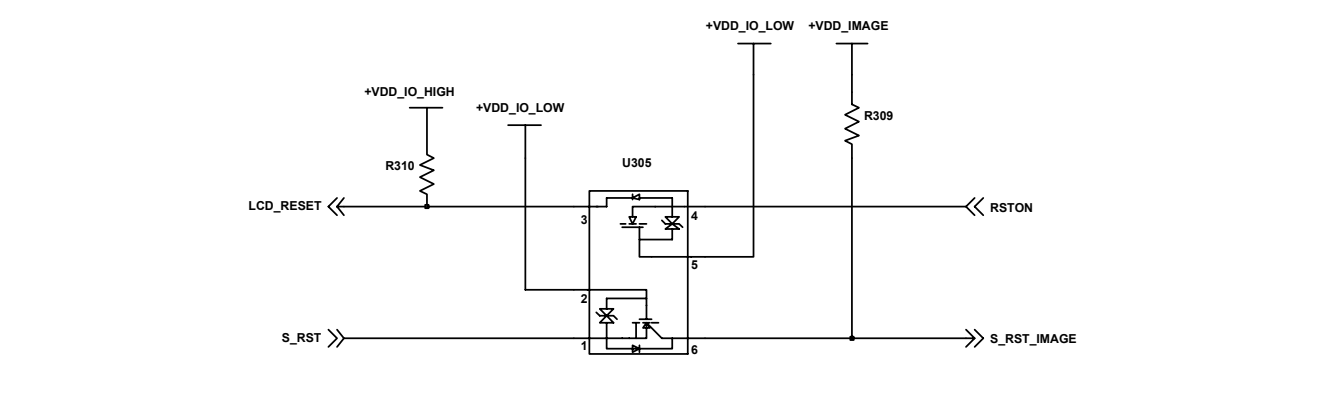 +VDD_IO_LOW +VDD_IMAGE
+VDD_IO_HIGH
+VDD_IO_LOW
R309
U305
R310
LCD_RESET
3
4
RSTON
5
2
S_RST
1
6
S_RST_IMAGE